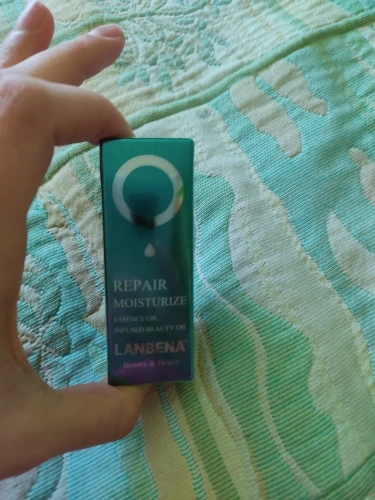 REPAIR
MOISTURIZE
ESSENCE OIL
INFUSED BEAUTY OIL
LANBENA
Beauty & Health